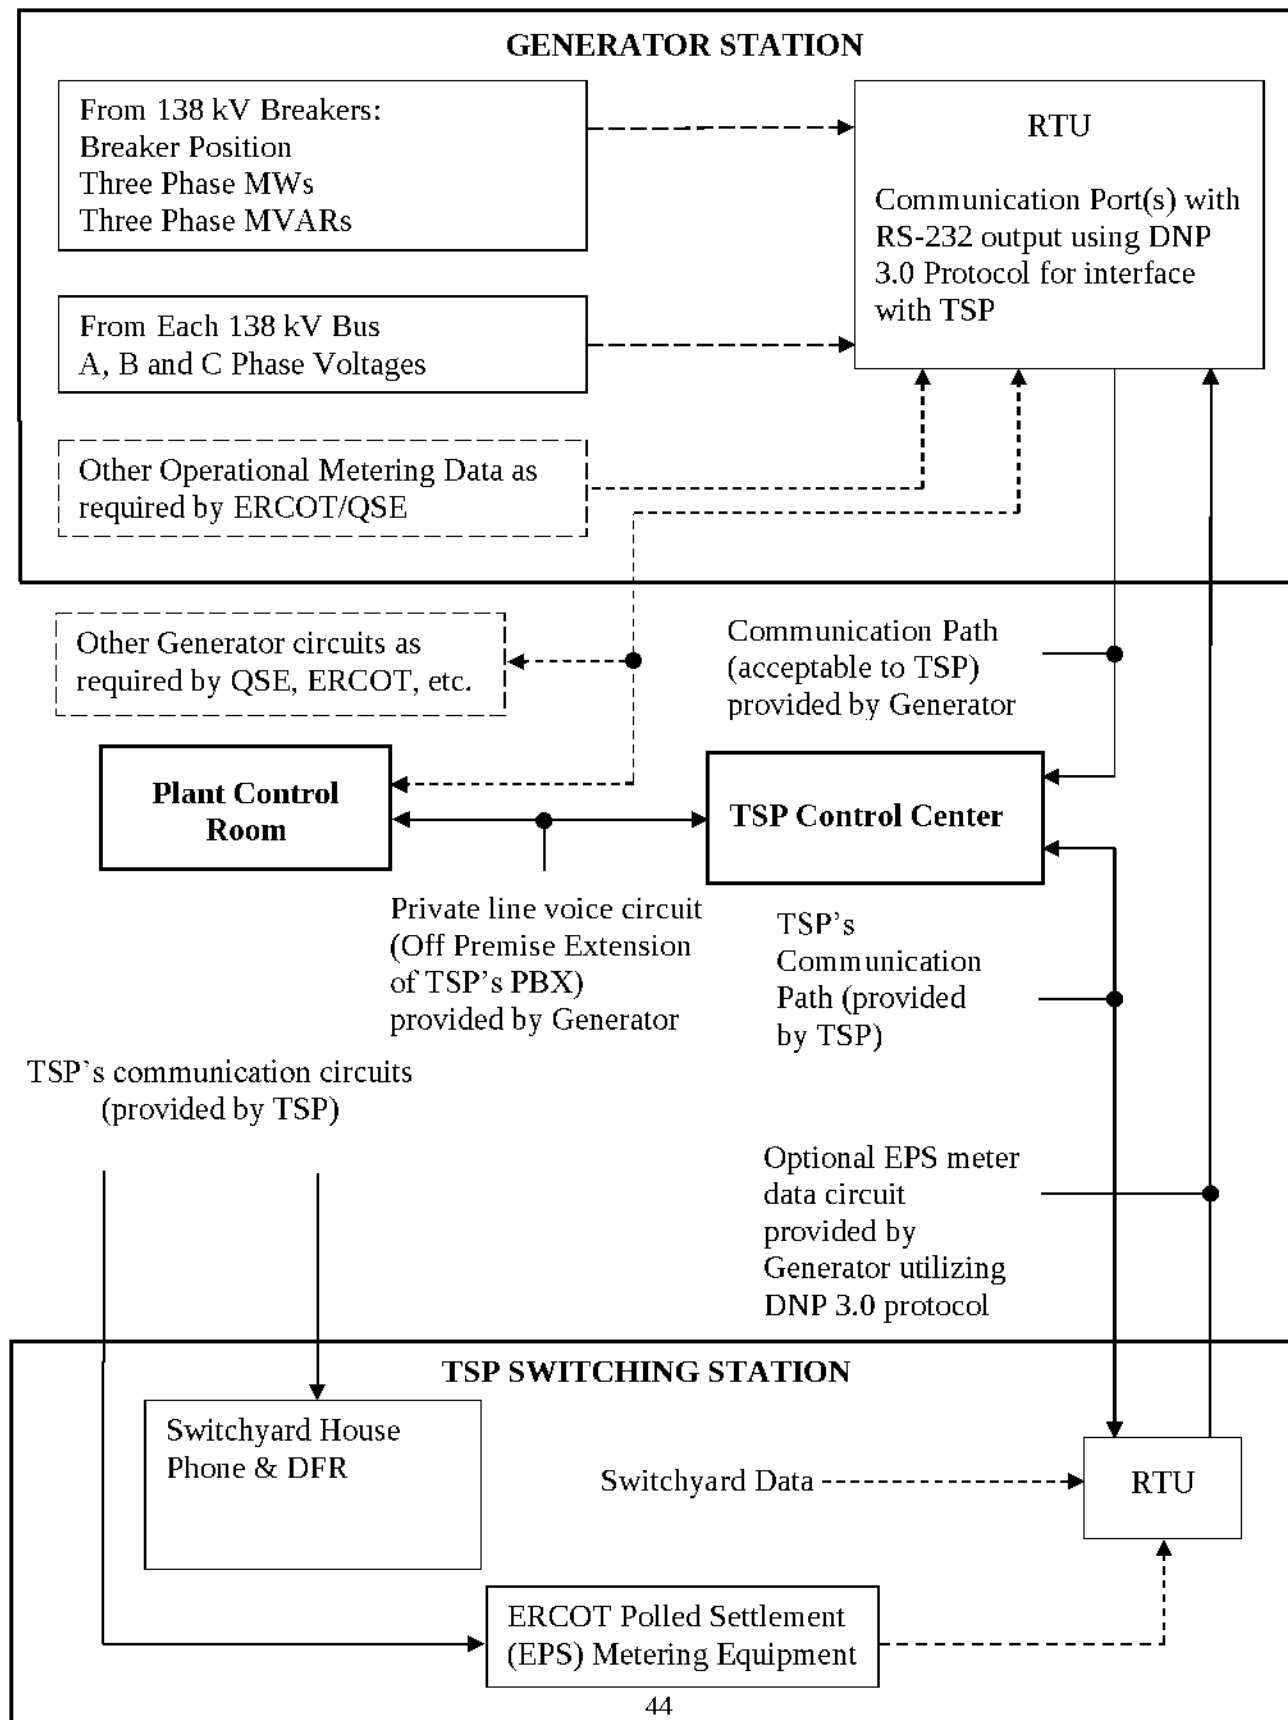 GENERATOR STATION
From 138 kV Breakers:
Breaker Position
Three Phase MWs
Three Phase MVARs
RTU
Communication Port(s) with
RS-232 output using DNP
3.0 Protocol for interface
with TSP
From Each 138 kV Bus
A, B and C Phase Voltages
Other Operational Metering Data as
required by ERCOT/QSE
Other Generator circuits as
required by QSE, ERCOT, etc.
Communication Path
(acceptable to TSP)
provided by Generator
Plant Control
Room
TSP Control Center
Private line voice circuit
(Off Premise Extension
of TSP’s PBX)
provided by Generator
TSP’s
Communication
Path (provided
by TSP)
TSP’s communication circuits
(provided by TSP)
Optional EPS meter
data circuit
provided by
Generator utilizing
DNP 3.0 protocol
TSP SWITCHING STATION
Switchyard House
Phone & DFR
Switchyard Data
RTU
ERCOT Polled Settlement
(EPS) Metering Equipment
44